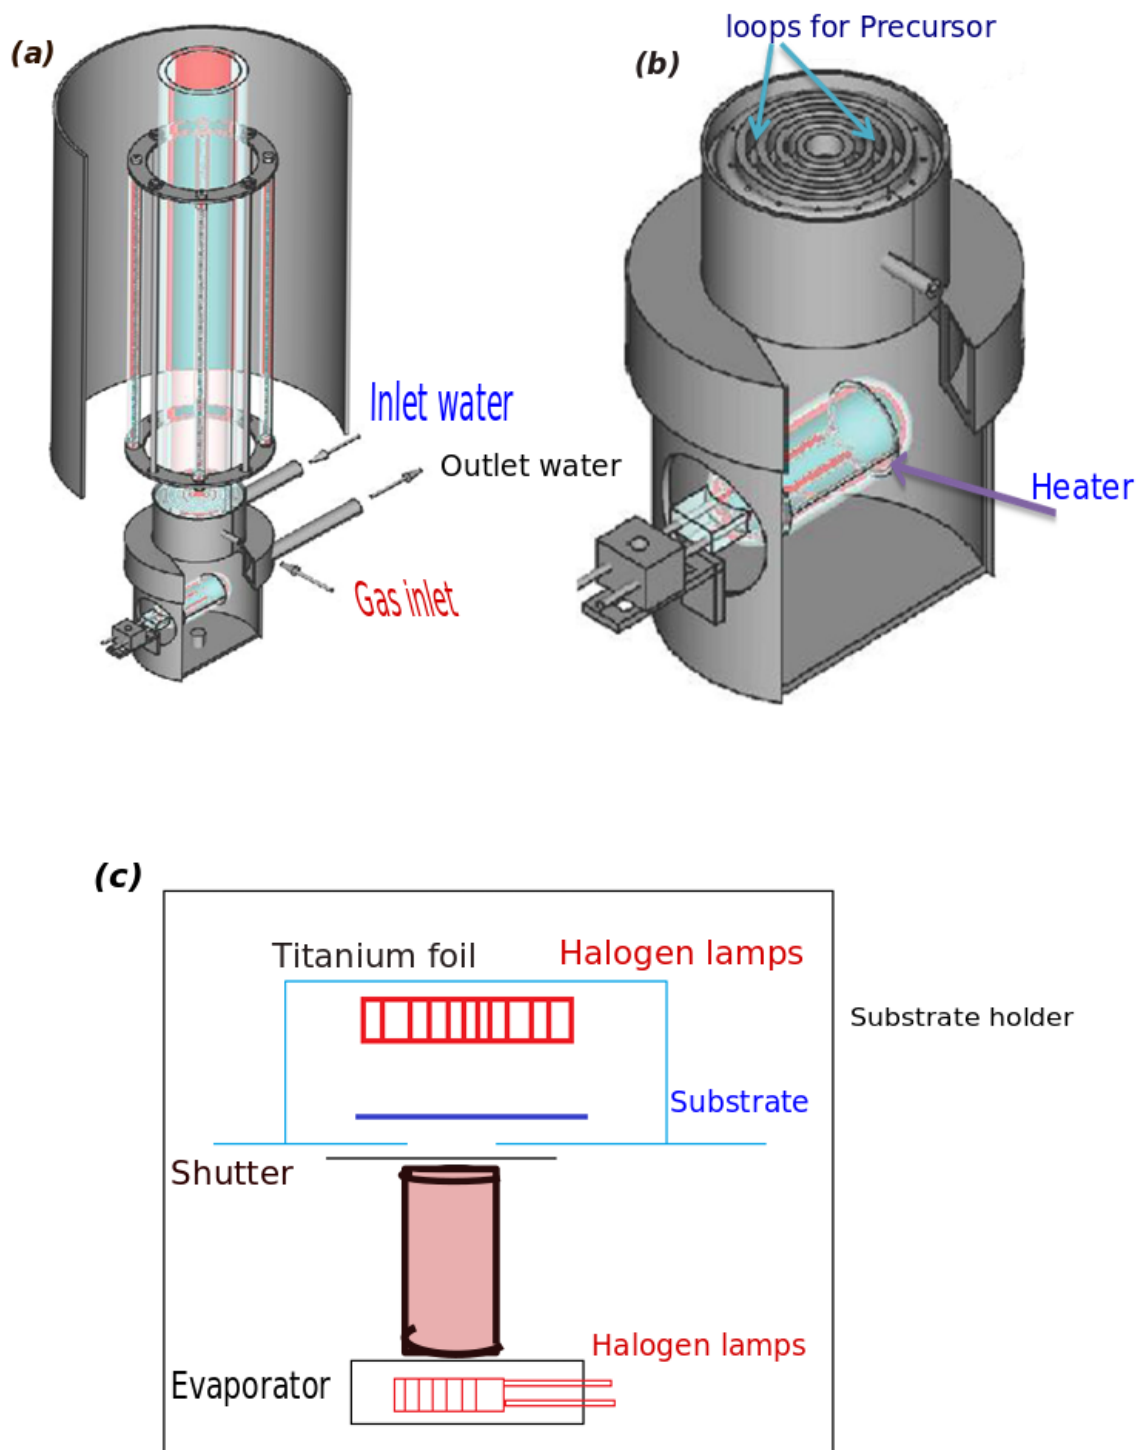 (a)
Inlet water
Outlet water
Gas inlet
(b)
loops for Precursor
Heater
(c)
Titanium foil
Halogen lamps
Substrate holder
Substrate
Shutter
Halogen lamps
Evaporator